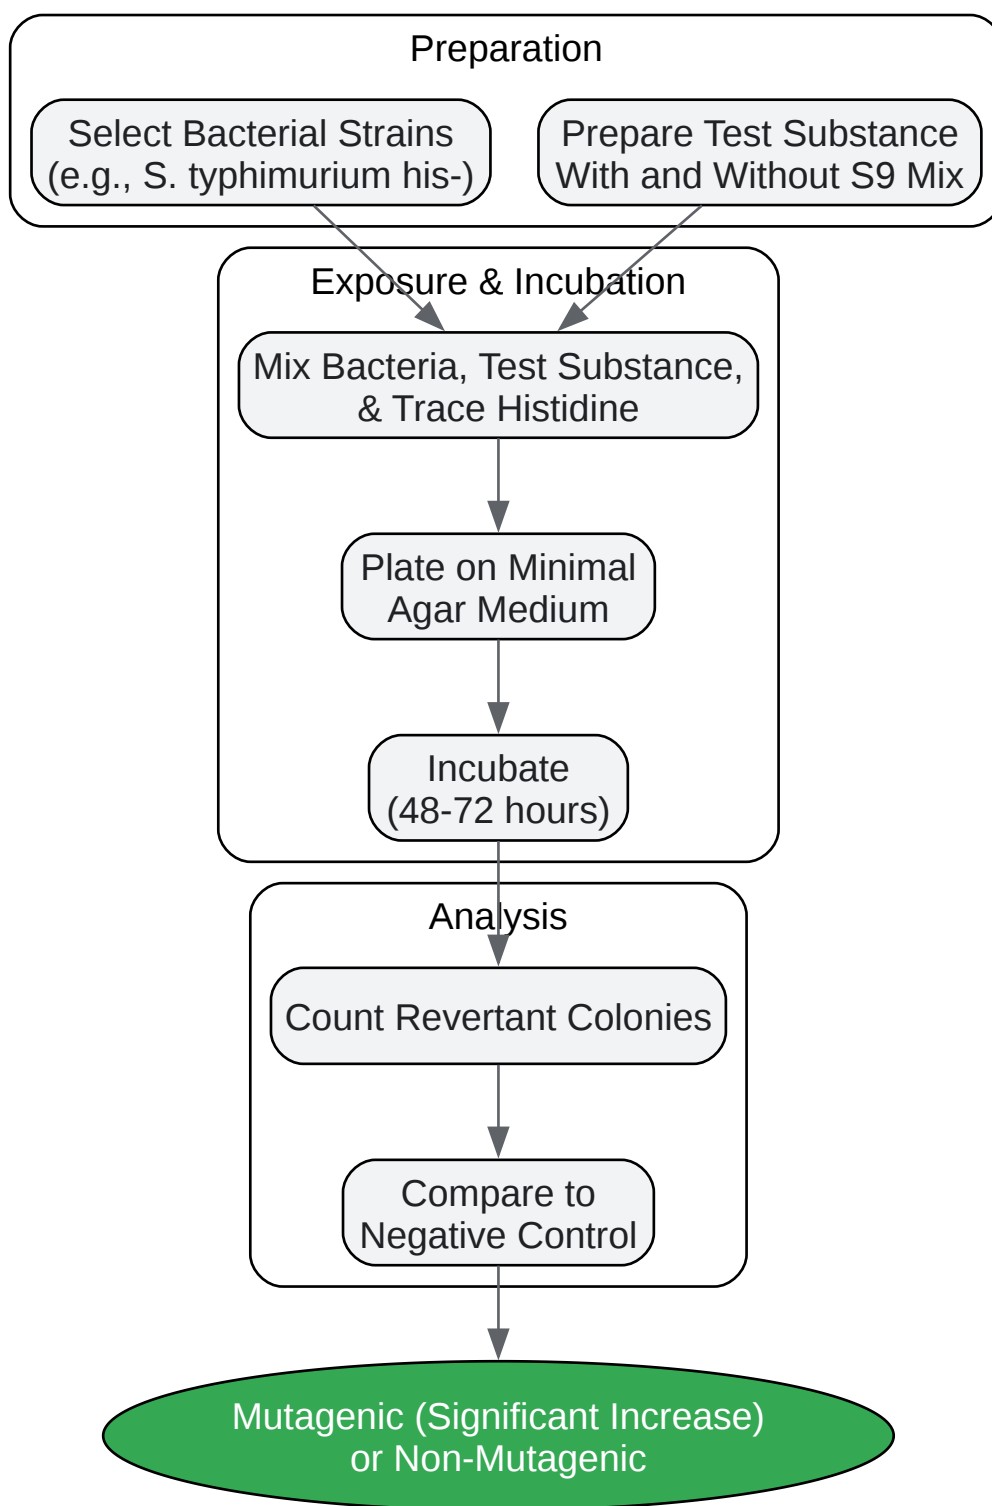 Preparation
Select Bacterial Strains
(e.g., S. typhimurium his-)
Prepare Test Substance
With and Without S9 Mix
Exposure & Incubation
Mix Bacteria, Test Substance,
& Trace Histidine
Plate on Minimal
Agar Medium
Incubate
(48-72 hours)
Analysis
Count Revertant Colonies
Compare to
Negative Control
Mutagenic (Significant Increase)
or Non-Mutagenic